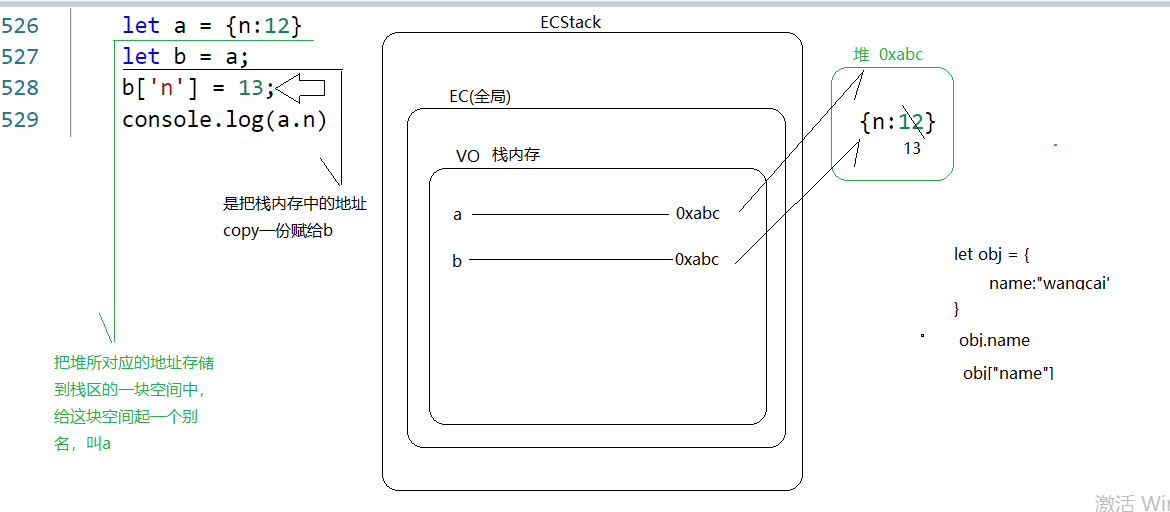 526 let a = {n:12}
527 let b = a;
528 b['n'] = 13;
529 console.log(a.n)
是把栈内存中的地址
copy一份赋给b
把堆所对应的地址存储
到栈区的一块空间中，
给这块空间起一个别
名，叫a
ECStack
EC(全局)
VO 栈内存
a 0xabc
b 0xabc
堆 0xabc
{n:12}
13
let obj = {
name:"wangcai'
}
obj.name
obj["name"]
激活 Win